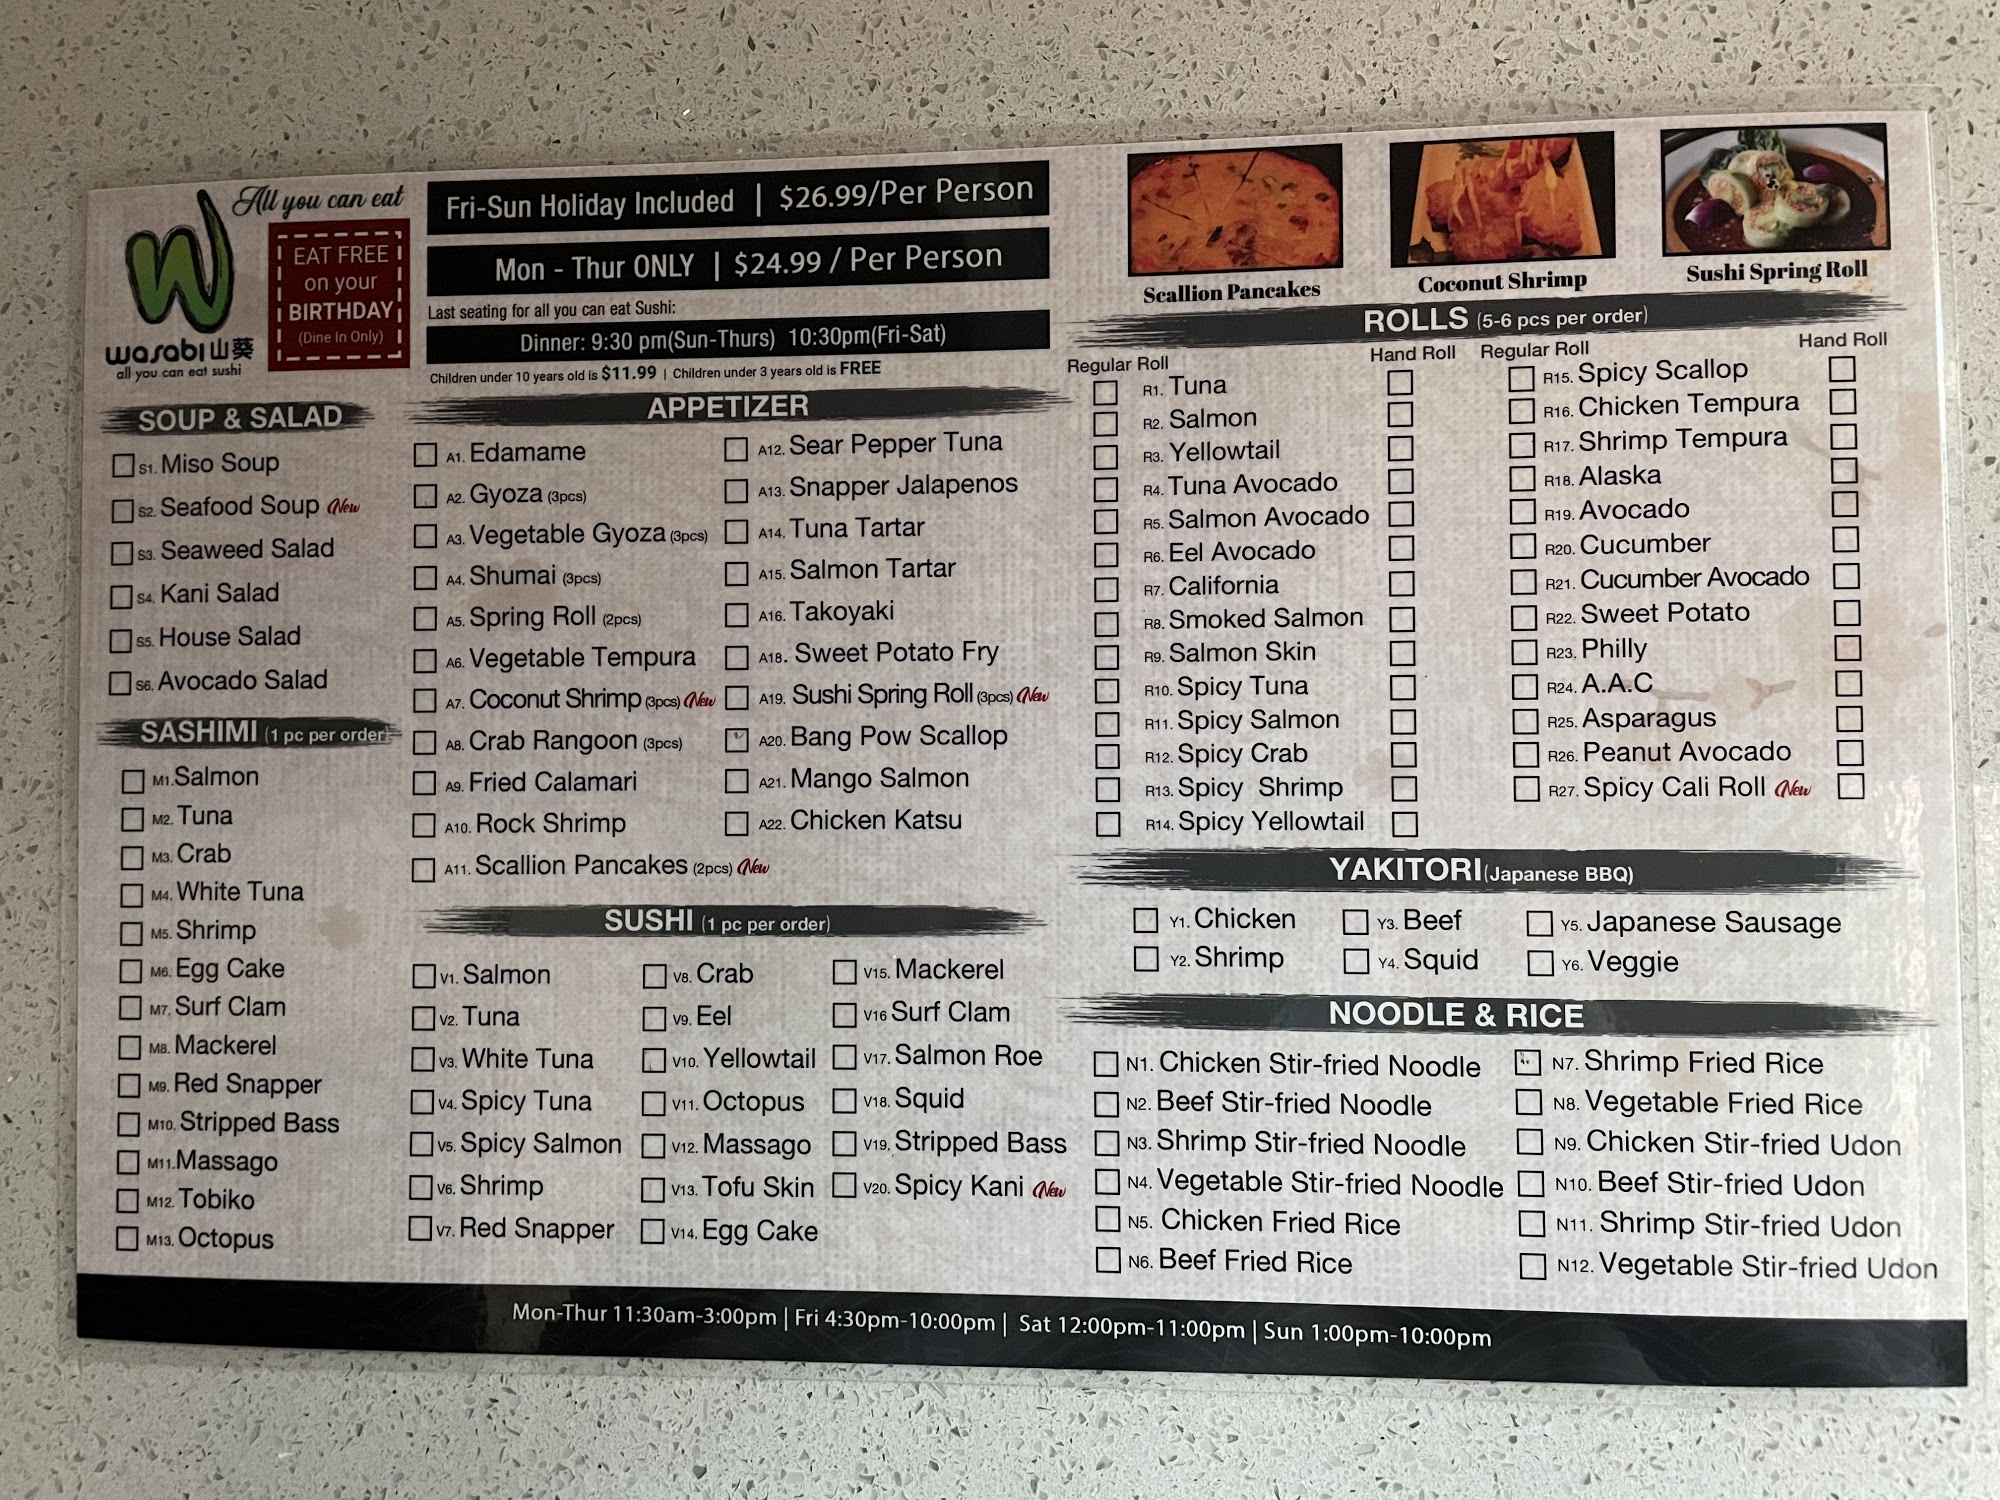 All you can eat
wasabi山葵
all you can eat sushi
EAT FREE
on your
BIRTHDAY
(Dine In Only)
Fri-Sun Holiday Included | $26.99/Per Person
Mon - Thur ONLY | $24.99 / Per Person
Last seating for all you can eat Sushi:
Dinner: 9:30 pm(Sun-Thurs) 10:30pm(Fri-Sat)
Children under 10 years old is $11.99 | Children under 3 years old is FREE
Scallion Pancakes
Coconut Shrimp
Sushi Spring Roll
SOUP & SALAD
S1. Miso Soup
S2. Seafood Soup New
S3. Seaweed Salad
S4. Kani Salad
S5. House Salad
S6. Avocado Salad
SASHIMI (1 pc per order)
M1. Salmon
M2. Tuna
M3. Crab
M4. White Tuna
M5. Shrimp
M6. Egg Cake
M7. Surf Clam
M8. Mackerel
M9. Red Snapper
M10. Stripped Bass
M11. Massago
M12. Tobiko
M13. Octopus
APPETIZER
A1. Edamame
A2. Gyoza (3pcs)
A3. Vegetable Gyoza (3pcs)
A4. Shumai (3pcs)
A5. Spring Roll (2pcs)
A6. Vegetable Tempura
A7. Coconut Shrimp (3pcs) New
A8. Crab Rangoon (3pcs)
A9. Fried Calamari
A10. Rock Shrimp
A11. Scallion Pancakes (2pcs) New
A12. Sear Pepper Tuna
A13. Snapper Jalapenos
A14. Tuna Tartar
A15. Salmon Tartar
A16. Takoyaki
A18. Sweet Potato Fry
A19. Sushi Spring Roll (3pcs) New
A20. Bang Pow Scallop
A21. Mango Salmon
A22. Chicken Katsu
SUSHI (1 pc per order)
V1. Salmon
V2. Tuna
V3. White Tuna
V4. Spicy Tuna
V5. Spicy Salmon
V6. Shrimp
V7. Red Snapper
V8. Crab
V9. Eel
V10. Yellowtail
V11. Octopus
V12. Massago
V13. Tofu Skin
V14. Egg Cake
V15. Mackerel
V16 Surf Clam
V17. Salmon Roe
V18. Squid
V19. Stripped Bass
V20. Spicy Kani New
ROLLS (5-6 pcs per order)
Regular Roll Hand Roll
R1. Tuna
R2. Salmon
R3. Yellowtail
R4. Tuna Avocado
R5. Salmon Avocado
R6. Eel Avocado
R7. California
R8. Smoked Salmon
R9. Salmon Skin
R10. Spicy Tuna
R11. Spicy Salmon
R12. Spicy Crab
R13. Spicy Shrimp
R14. Spicy Yellowtail
Regular Roll Hand Roll
R15. Spicy Scallop
R16. Chicken Tempura
R17. Shrimp Tempura
R18. Alaska
R19. Avocado
R20. Cucumber
R21. Cucumber Avocado
R22. Sweet Potato
R23. Philly
R24. A.A.C
R25. Asparagus
R26. Peanut Avocado
R27. Spicy Cali Roll New
YAKITORI (Japanese BBQ)
Y1. Chicken
Y2. Shrimp
Y3. Beef
Y4. Squid
Y5. Japanese Sausage
Y6. Veggie
NOODLE & RICE
N1. Chicken Stir-fried Noodle
N2. Beef Stir-fried Noodle
N3. Shrimp Stir-fried Noodle
N4. Vegetable Stir-fried Noodle
N5. Chicken Fried Rice
N6. Beef Fried Rice
N7. Shrimp Fried Rice
N8. Vegetable Fried Rice
N9. Chicken Stir-fried Udon
N10. Beef Stir-fried Udon
N11. Shrimp Stir-fried Udon
N12. Vegetable Stir-fried Udon
Mon-Thur 11:30am-3:00pm | Fri 4:30pm-10:00pm | Sat 12:00pm-11:00pm | Sun 1:00pm-10:00pm